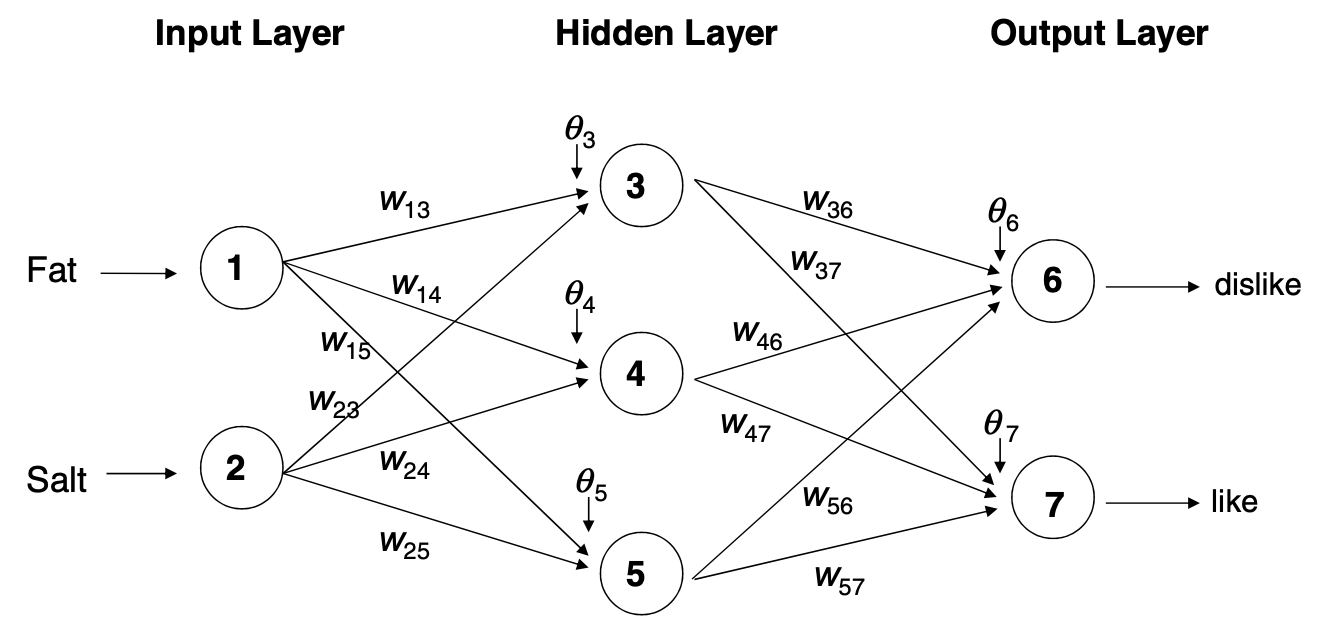 Input Layer Hidden Layer Output Layer
θ3
w13
3
w36
θ6
1
Fat
w14
w37
6
dislike
θ4
w15
w46
4
w23
θ7
w47
2
w24
Salt
θ5
w56
7
like
w25
5
w57